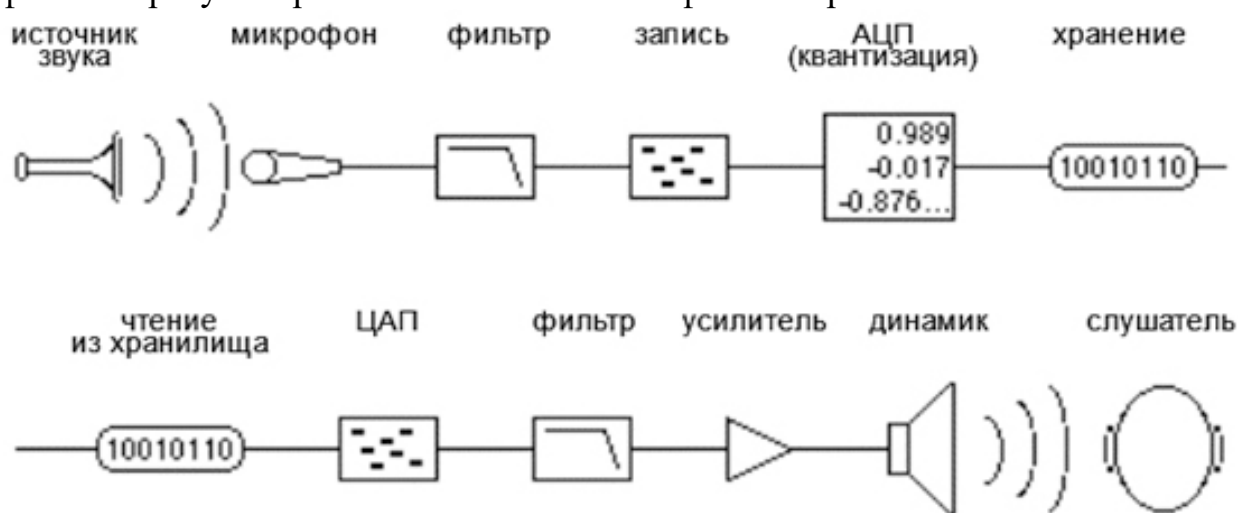 источник микрофон фильтр запись АЦП хранение
звука (квантизация)
0.989
-0.017
-0.876...
10010110
чтение ЦАП фильтр усилитель динамик слушатель
из хранилища
10010110